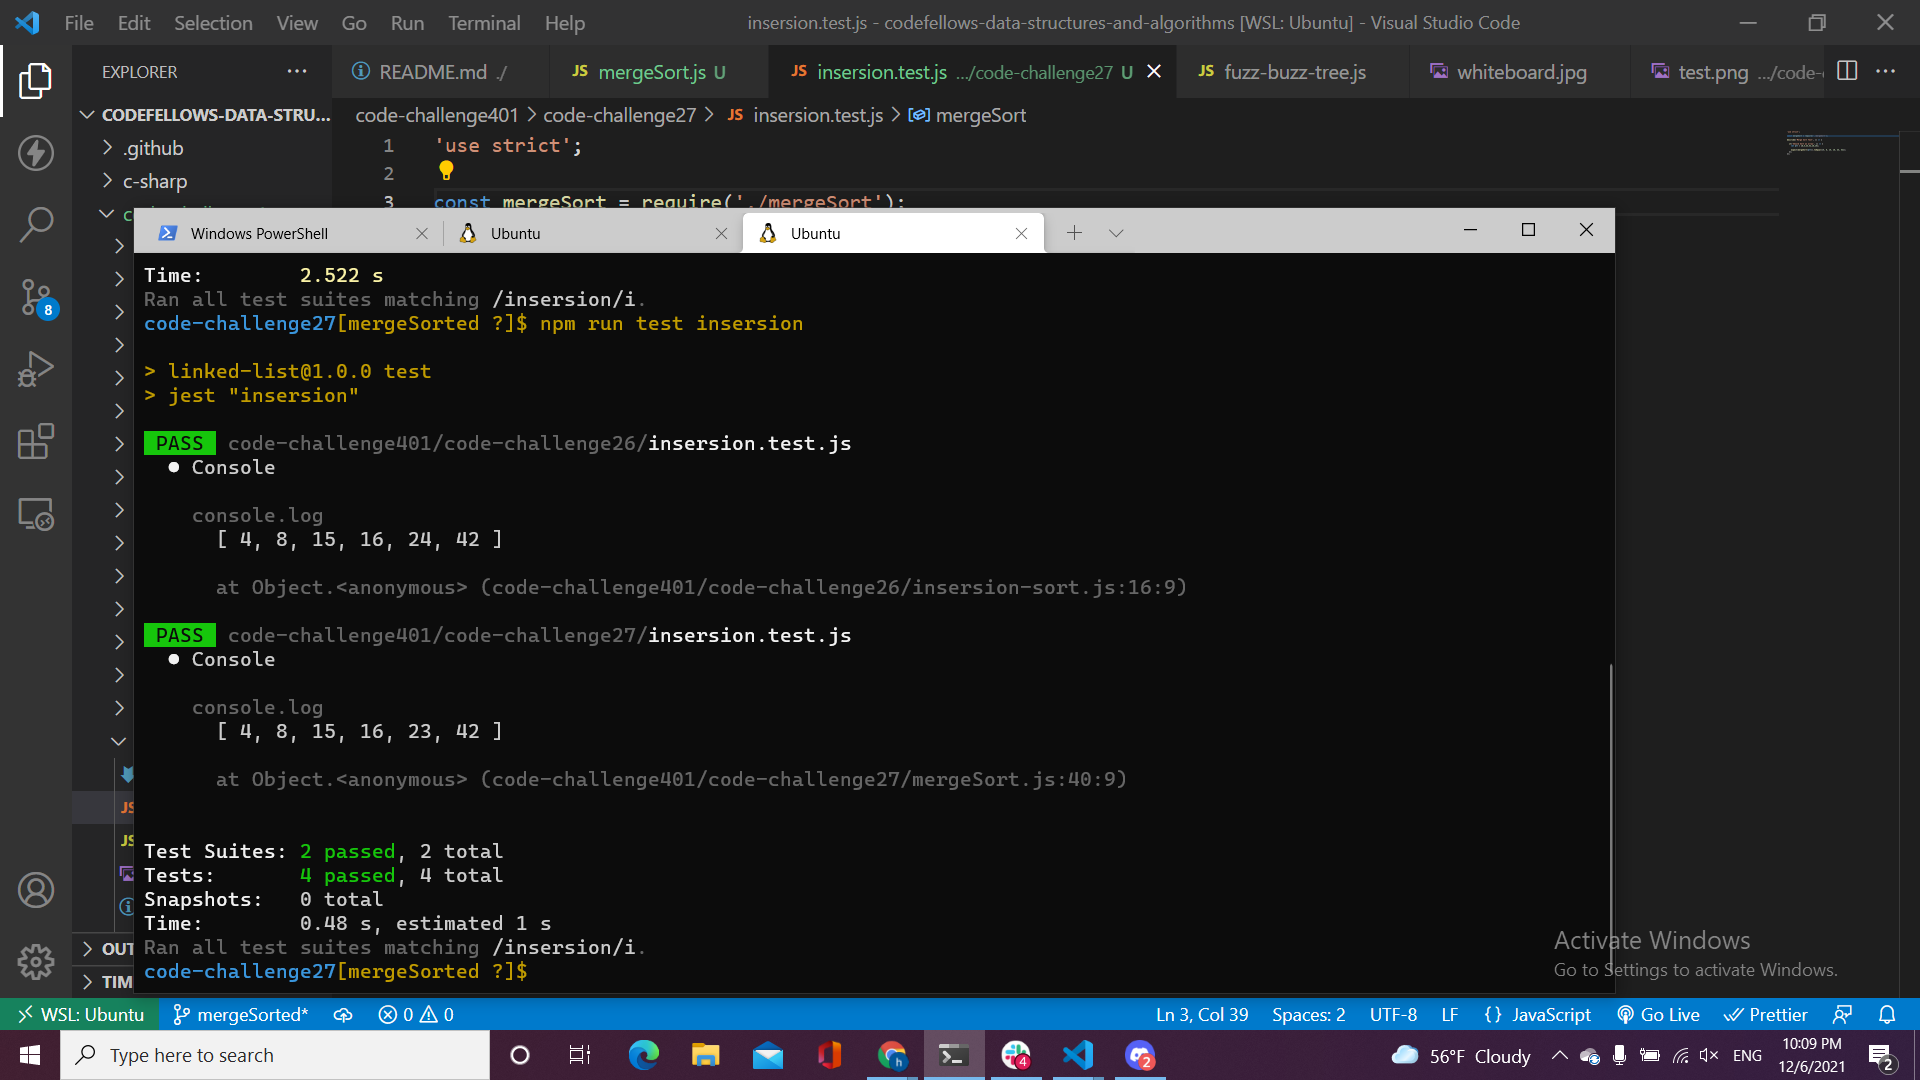 File Edit Selection View Go Run Terminal Help
insersion.test.js - codefellows-data-structures-and-algorithms [WSL: Ubuntu] - Visual Studio Code
EXPLORER
README.md ./
JS mergeSort.js U
JS insersion.test.js .../code-challenge27 U
JS fuzz-buzz-tree.js
whiteboard.jpg
test.png .../code-
CODEFELLOWS-DATA-STRU...
code-challenge401 > code-challenge27 > JS insersion.test.js > mergeSort
.github
c-sharp
1 'use strict';
2
3 const mergeSort = require('./mergeSort');
Windows PowerShell
Ubuntu
Ubuntu
Time: 2.522 s
Ran all test suites matching /insersion/i.
code-challenge27[mergeSorted ?]$ npm run test insersion
> linked-list@1.0.0 test
> jest "insersion"
PASS code-challenge401/code-challenge26/insersion.test.js
● Console
console.log
[ 4, 8, 15, 16, 24, 42 ]
at Object.<anonymous> (code-challenge401/code-challenge26/insersion-sort.js:16:9)
PASS code-challenge401/code-challenge27/insersion.test.js
● Console
console.log
[ 4, 8, 15, 16, 23, 42 ]
at Object.<anonymous> (code-challenge401/code-challenge27/mergeSort.js:40:9)
Test Suites: 2 passed, 2 total
Tests: 4 passed, 4 total
Snapshots: 0 total
Time: 0.48 s, estimated 1 s
Ran all test suites matching /insersion/i.
code-challenge27[mergeSorted ?]$
8
JS
JS
OUT
TIM
Activate Windows
Go to Settings to activate Windows.
WSL: Ubuntu
mergeSorted*
0 0
Ln 3, Col 39
Spaces: 2
UTF-8
LF
{ } JavaScript
Go Live
Prettier
Type here to search
h
4
2
56°F Cloudy
ENG
10:09 PM
12/6/2021
2